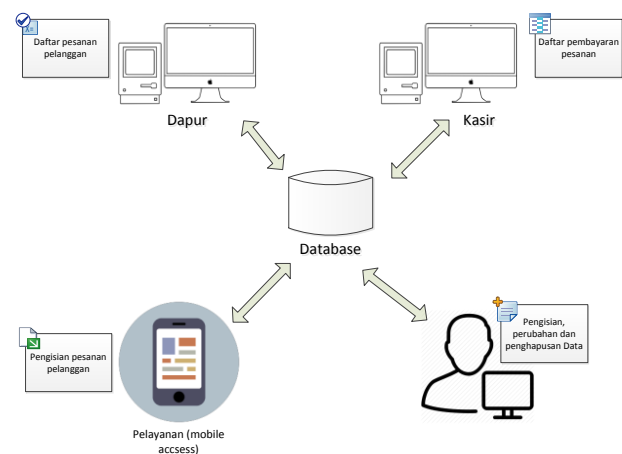 Daftar pesanan
pelanggan
Dapur
Daftar pembayaran
pesanan
Kasir
Database
Pengisian pesanan
pelanggan
Pelayanan (mobile
accsess)
Pengisian,
perubahan dan
penghapusan Data